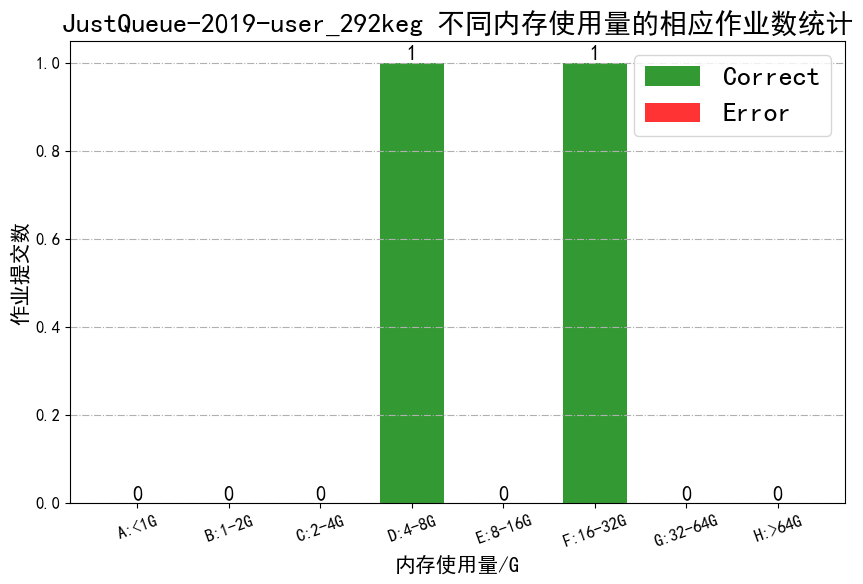 JustQueue-2019-user_292keg 不同内存使用量的相应作业数统计
1 1
Correct
Error
1.0
0.8
0.6
0.4
0.2
0.0
作业提交数
0 0 0 0 0 0
A:<1G B:1-2G C:2-4G D:4-8G E:8-16G F:16-32G G:32-64G H:>64G
内存使用量/G